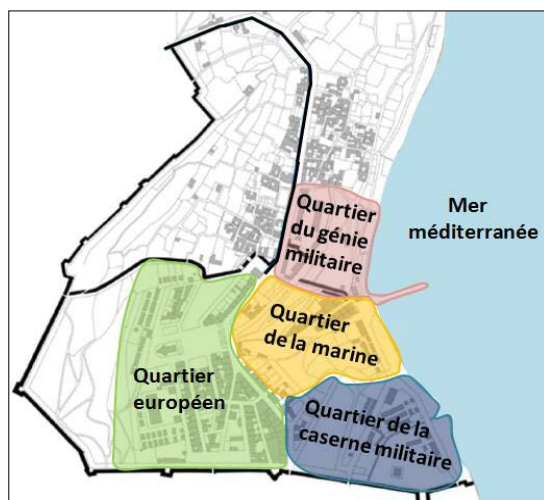 Quartier
du génie
militaire
Mer
méditerranée
Quartier
de la marine
Quartier
européen
Quartier de la
caserne militaire